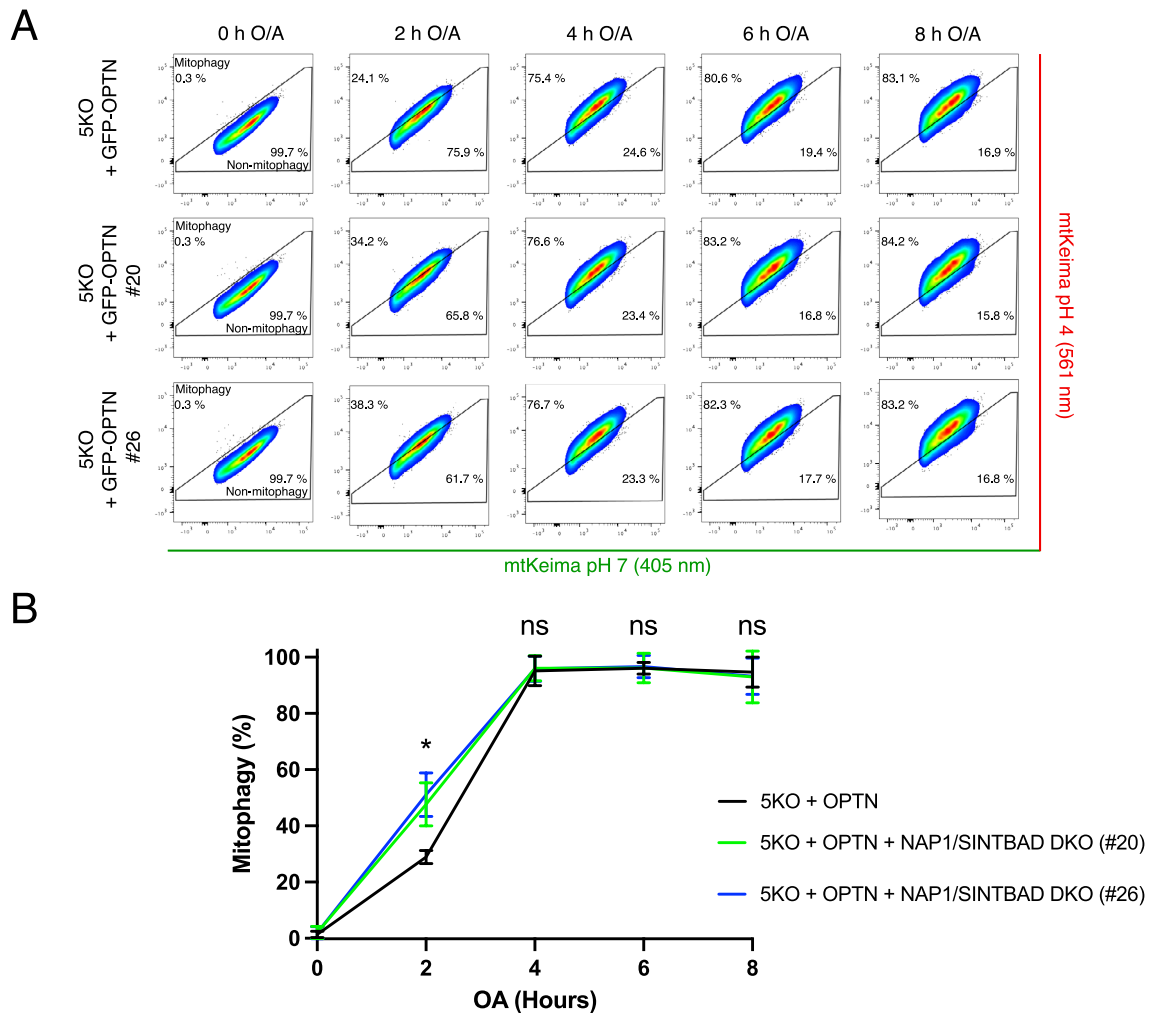 A
0 h O/A
2 h O/A
4 h O/A
6 h O/A
8 h O/A
5KO
+ GFP-OPTN
Mitophagy
0.3 %
99.7 %
Non-mitophagy
24.1 %
75.9 %
75.4 %
24.6 %
80.6 %
19.4 %
83.1 %
16.9 %
5KO
+ GFP-OPTN
#20
Mitophagy
0.3 %
99.7 %
Non-mitophagy
34.2 %
65.8 %
76.6 %
23.4 %
83.2 %
16.8 %
84.2 %
15.8 %
5KO
+ GFP-OPTN
#26
Mitophagy
0.3 %
99.7 %
Non-mitophagy
38.3 %
61.7 %
76.7 %
23.3 %
82.3 %
17.7 %
83.2 %
16.8 %
mtKeima pH 4 (561 nm)
mtKeima pH 7 (405 nm)
B
ns
ns
ns
*
Mitophagy (%)
100
80
60
40
20
0
0
2
4
6
8
OA (Hours)
5KO + OPTN
5KO + OPTN + NAP1/SINTBAD DKO (#20)
5KO + OPTN + NAP1/SINTBAD DKO (#26)